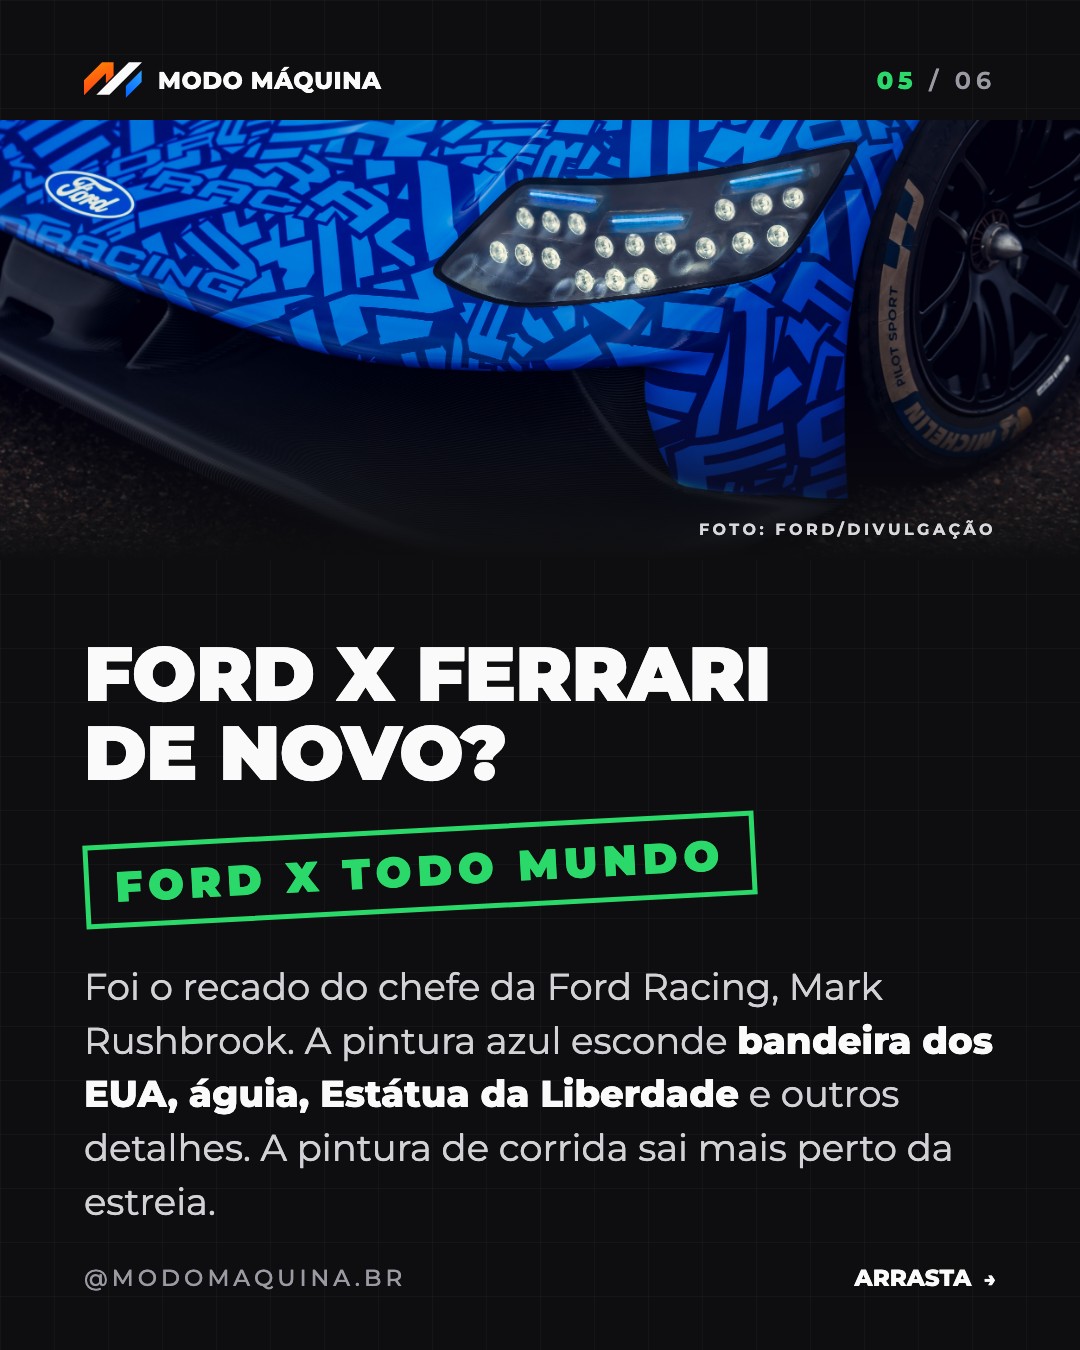 MODO MÁQUINA
05 / 06
Ford
RACING
PILOT SPORT
MICHELIN
FOTO: FORD/DIVULGAÇÃO
FORD X FERRARI
DE NOVO?
FORD X TODO MUNDO
Foi o recado do chefe da Ford Racing, Mark
Rushbrook. A pintura azul esconde bandeira dos
EUA, águia, Estátua da Liberdade e outros
detalhes. A pintura de corrida sai mais perto da
estreia.
@MODOMAQUINA.BR
ARRASTA →